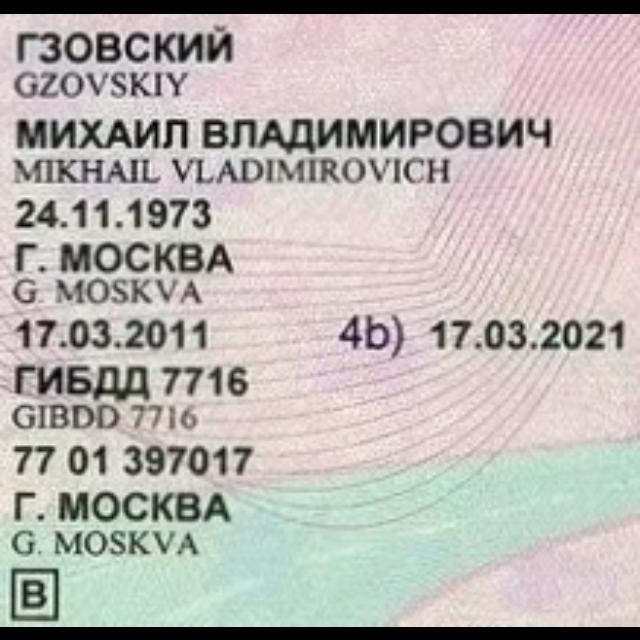 ГЗОВСКИЙ
GZOVSKIY
МИХАИЛ ВЛАДИМИРОВИЧ
MIKHAIL VLADIMIROVICH
24.11.1973
Г. МОСКВА
G. MOSKVA
17.03.2011 4b) 17.03.2021
ГИБДД 7716
GIBDD 7716
77 01 397017
Г. МОСКВА
G. MOSKVA
B